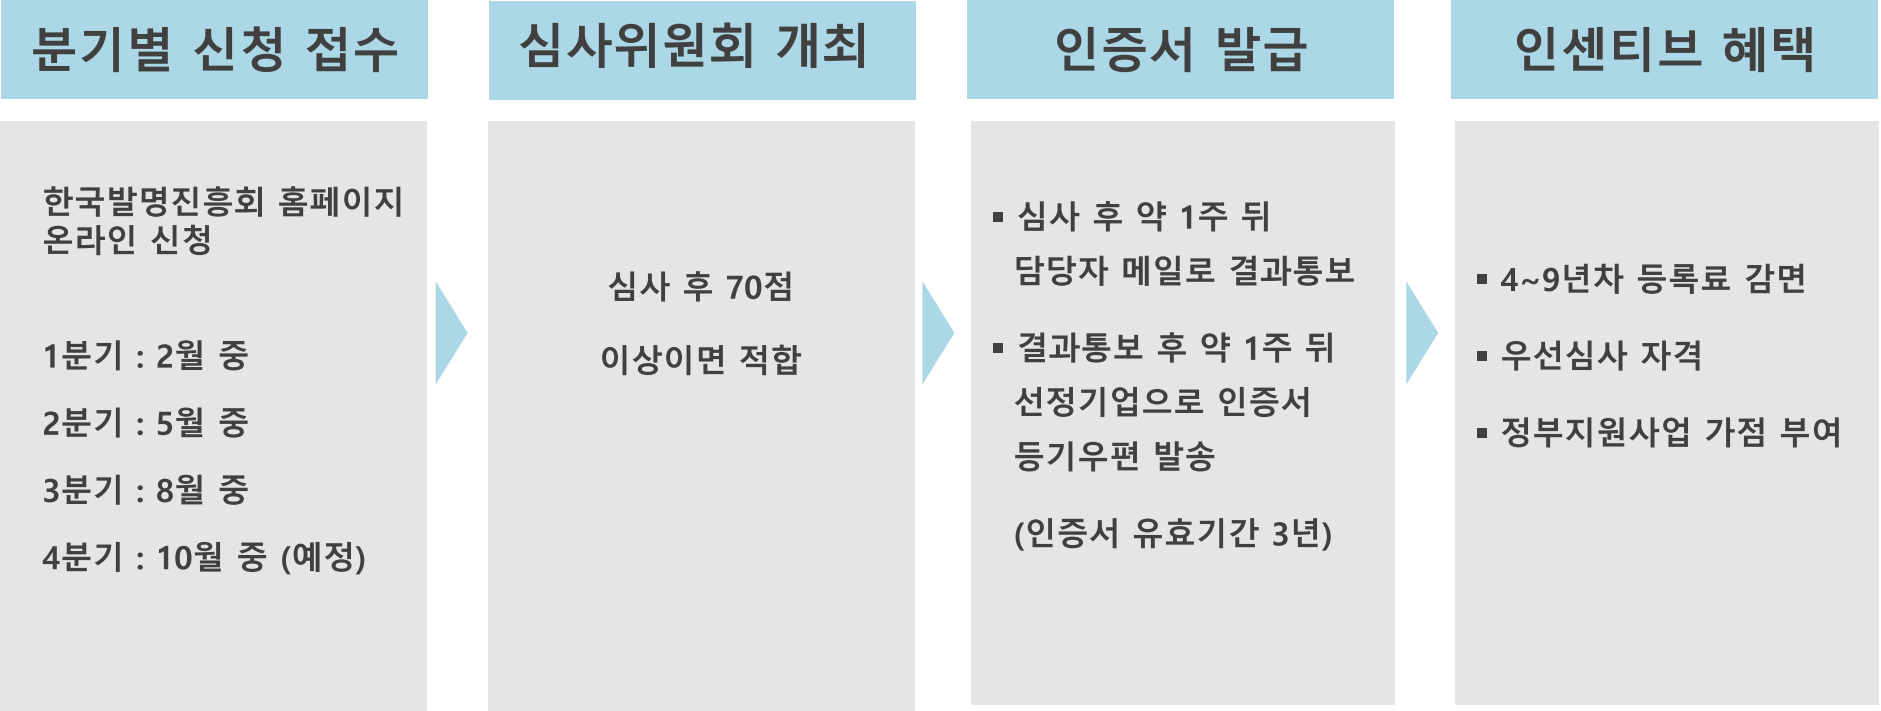 분기별 신청 접수
한국발명진흥회 홈페이지
온라인 신청
1분기 : 2월 중
2분기 : 5월 중
3분기 : 8월 중
4분기 : 10월 중 (예정)
심사위원회 개최
심사 후 70점
이상이면 적합
인증서 발급
▪ 심사 후 약 1주 뒤
담당자 메일로 결과통보
▪ 결과통보 후 약 1주 뒤
선정기업으로 인증서
등기우편 발송
(인증서 유효기간 3년)
인센티브 혜택
▪ 4~9년차 등록료 감면
▪ 우선심사 자격
▪ 정부지원사업 가점 부여